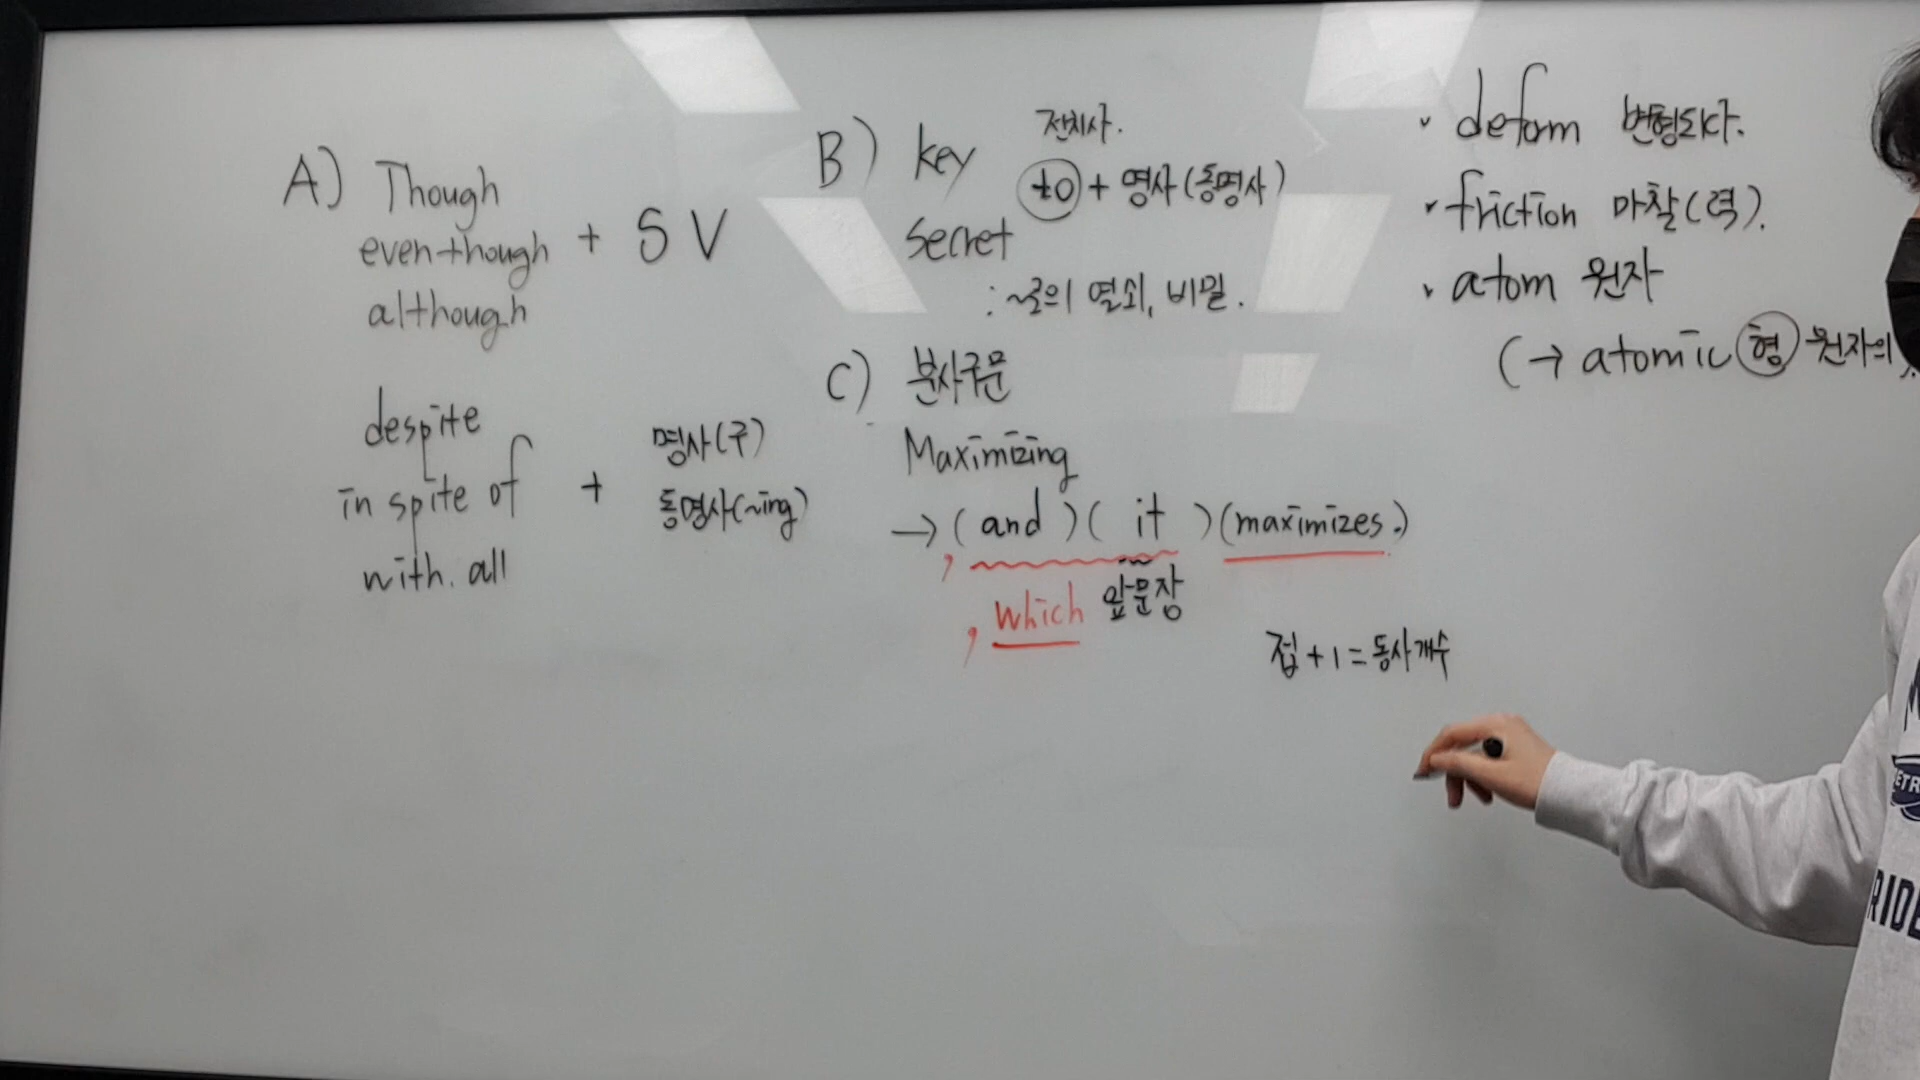 A) Though
even though + S V
although
despite
in spite of + 명사(구)
동명사(~ing)
with. all
B) key
전치사.
to + 명사(동명사)
secret
: ~로의 열쇠, 비밀.
C) 분사구문
Maximizing
→ ( and ) ( it ) (maximizes.)
, which 앞문장
접 + 1 = 동사개수
· deform 변형되다.
· friction 마찰(력).
· atom 원자
(→ atomic 형 원자의).